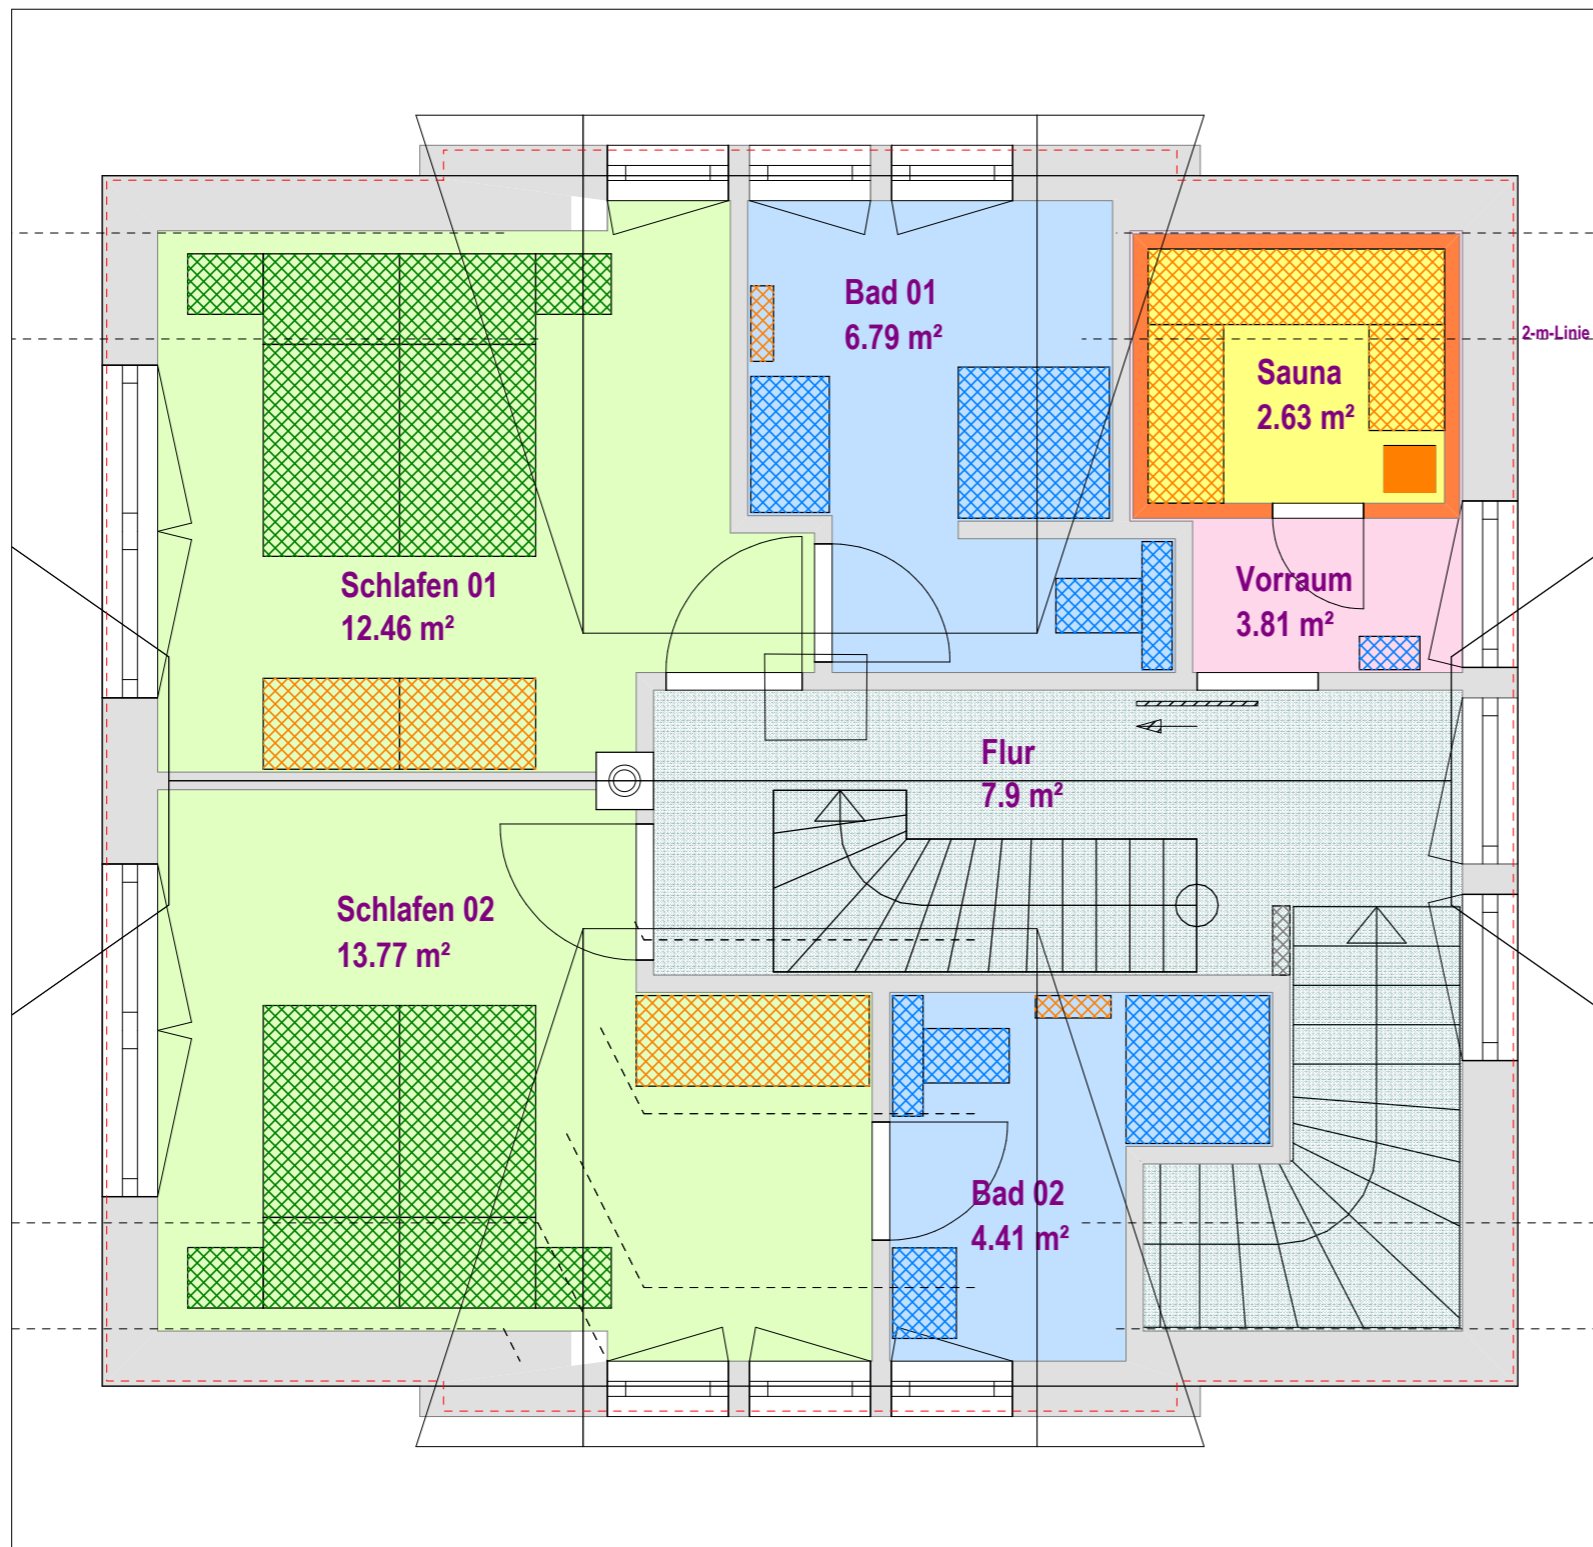 Bad 01
6.79 m²
2-m-Linie
Sauna
2.63 m²
Schlafen 01
12.46 m²
Vorraum
3.81 m²
Flur
7.9 m²
Schlafen 02
13.77 m²
Bad 02
4.41 m²